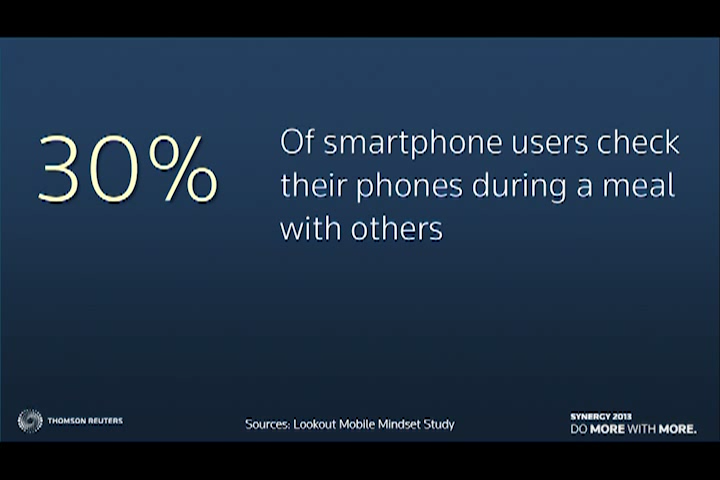 30%
Of smartphone users check
their phones during a meal
with others
THOMSON REUTERS
Sources: Lookout Mobile Mindset Study
SYNERGY 2013
DO MORE WITH MORE.